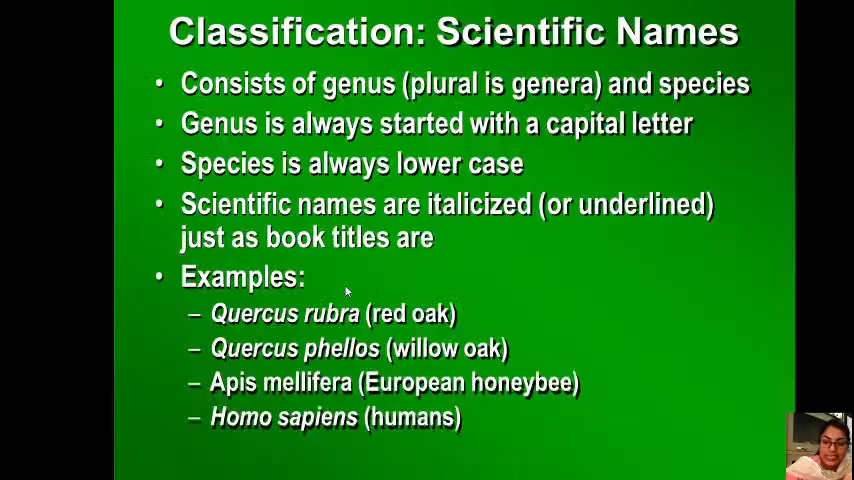 Classification: Scientific Names
• Consists of genus (plural is genera) and species
• Genus is always started with a capital letter
• Species is always lower case
• Scientific names are italicized (or underlined)
just as book titles are
• Examples:
– Quercus rubra (red oak)
– Quercus phellos (willow oak)
– Apis mellifera (European honeybee)
– Homo sapiens (humans)